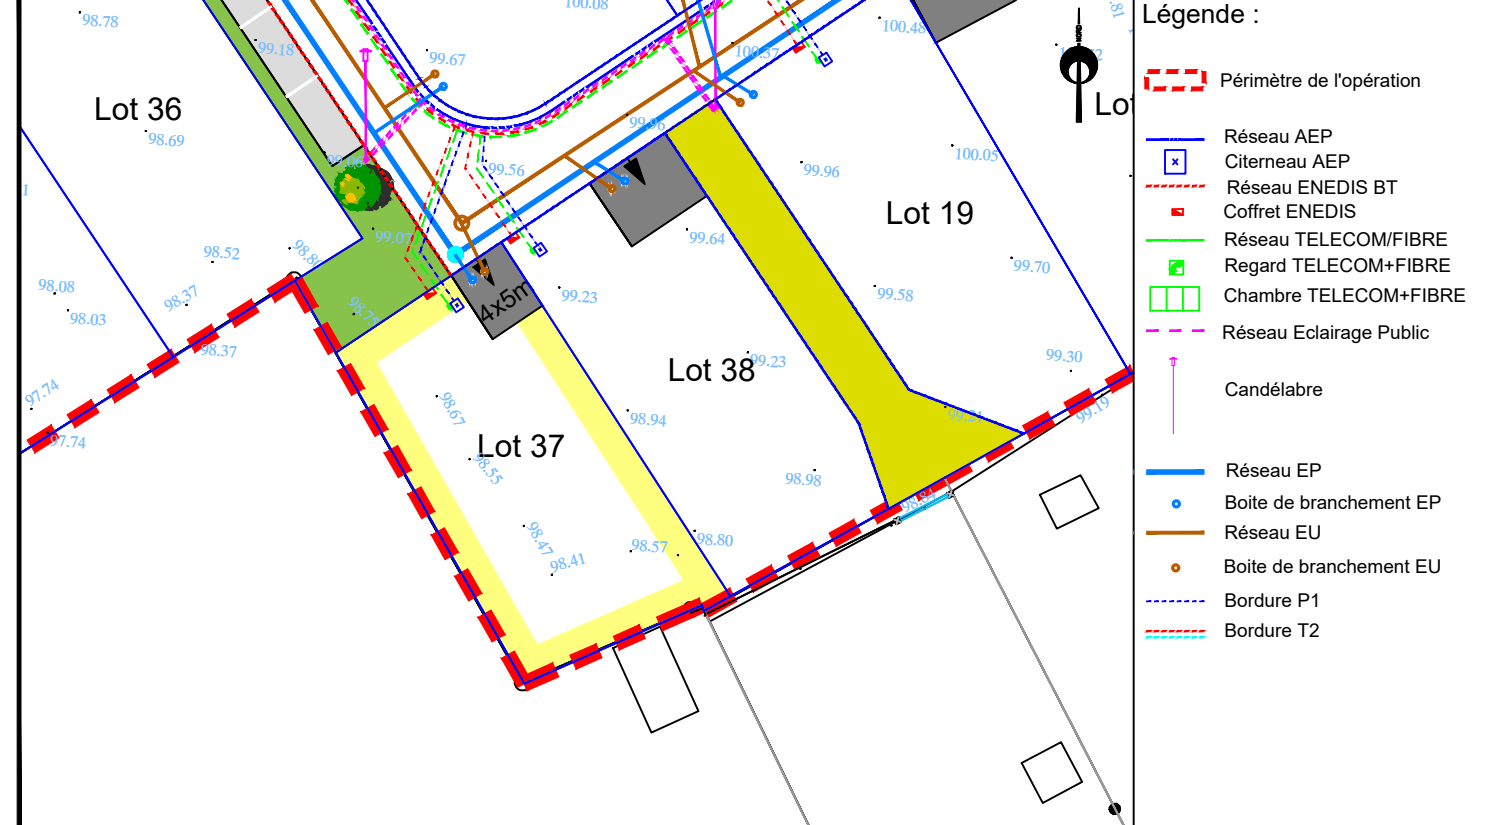 98.78
100.08
.81
99.18
99.67
100.48
100.37
Lot 36
98.69
99.96
Lot
99.56
99.96
100.05
Lot 19
99.07
98.52
99.64
99.70
98.08
98.37
98.03
98.75
4x5m
99.23
99.58
98.37
99.23
99.30
Lot 38
97.74
98.67
98.94
99.19
97.74
Lot 37
98.55
98.98
98.47
98.41
98.57
98.80
Légende :
Périmètre de l'opération
Réseau AEP
Citerneau AEP
Réseau ENEDIS BT
Coffret ENEDIS
Réseau TELECOM/FIBRE
Regard TELECOM+FIBRE
Chambre TELECOM+FIBRE
Réseau Eclairage Public
Candélabre
Réseau EP
Boite de branchement EP
Réseau EU
Boite de branchement EU
Bordure P1
Bordure T2